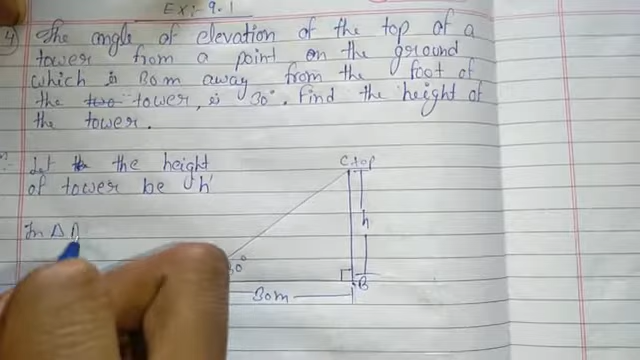 Ex: 9.1
4) The angle of elevation of the top of a
tower from a point on the ground
which is 30m away from the foot of
the tower, is 30°. Find the height of
the tower.
Let the height
of tower be 'h'
C top
h
In Δ A
30°
B
30m